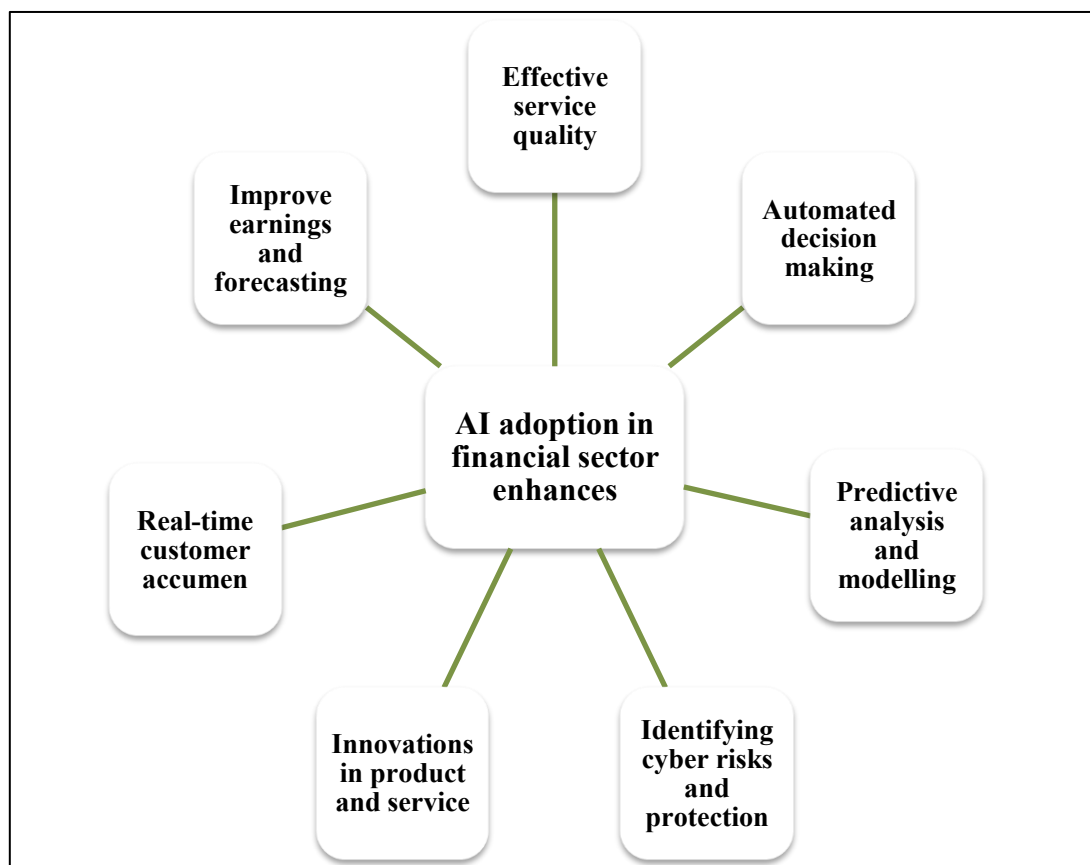 Effective
service
quality
Improve
earnings
and
forecasting
Automated
decision
making
AI adoption in
financial sector
enhances
Real-time
customer
accumen
Predictive
analysis
and
modelling
Innovations
in product
and service
Identifying
cyber risks
and
protection